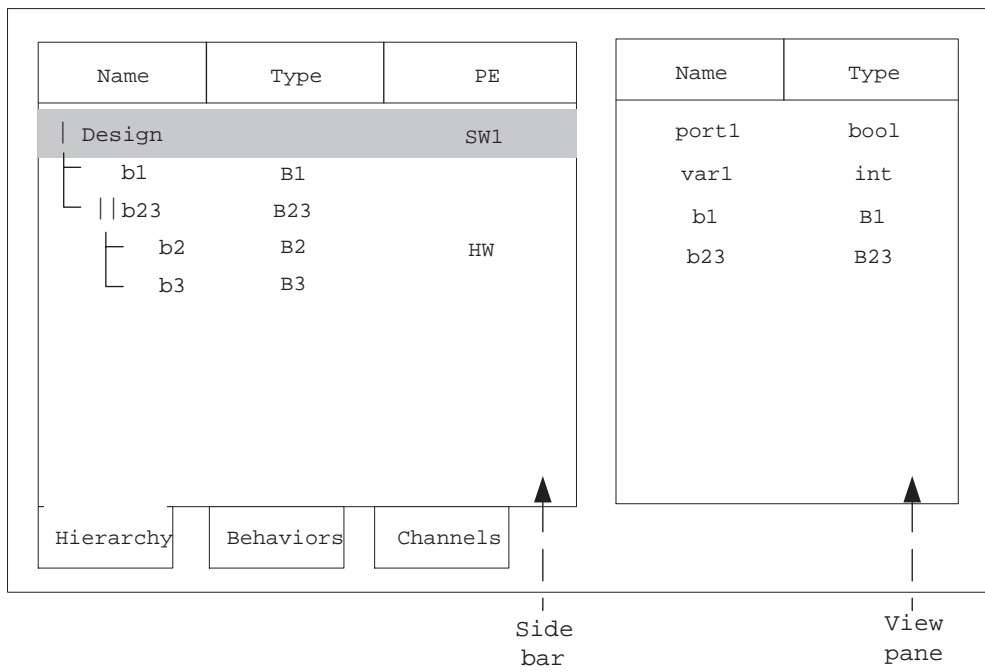 Name Type PE
Design SW1
b1 B1
b23 B23
b2 B2 HW
b3 B3
Hierarchy Behaviors Channels
Name Type
port1 bool
var1 int
b1 B1
b23 B23
Side
bar
View
pane